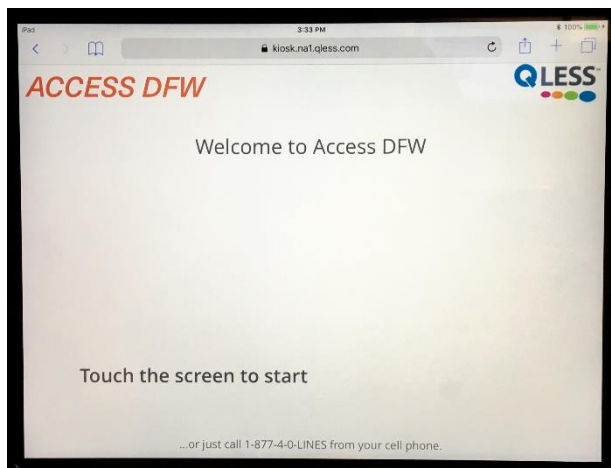 iPad
3:33 PM
100%
kiosk.na1.qless.com
ACCESS DFW
QLESS
Welcome to Access DFW
Touch the screen to start
...or just call 1-877-4-0-LINES from your cell phone.